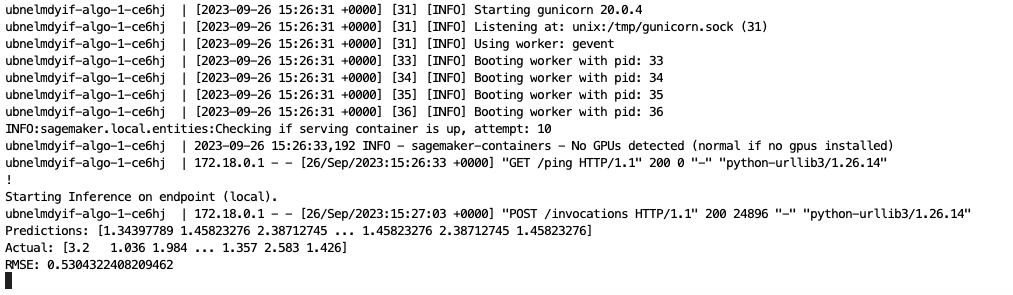 ubnelmdyif-algo-1-ce6hj  | [2023-09-26 15:26:31 +0000] [31] [INFO] Starting gunicorn 20.0.4
ubnelmdyif-algo-1-ce6hj  | [2023-09-26 15:26:31 +0000] [31] [INFO] Listening at: unix:/tmp/gunicorn.sock (31)
ubnelmdyif-algo-1-ce6hj  | [2023-09-26 15:26:31 +0000] [31] [INFO] Using worker: gevent
ubnelmdyif-algo-1-ce6hj  | [2023-09-26 15:26:31 +0000] [33] [INFO] Booting worker with pid: 33
ubnelmdyif-algo-1-ce6hj  | [2023-09-26 15:26:31 +0000] [34] [INFO] Booting worker with pid: 34
ubnelmdyif-algo-1-ce6hj  | [2023-09-26 15:26:31 +0000] [35] [INFO] Booting worker with pid: 35
ubnelmdyif-algo-1-ce6hj  | [2023-09-26 15:26:31 +0000] [36] [INFO] Booting worker with pid: 36
INFO:sagemaker.local.entities:Checking if serving container is up, attempt: 10
ubnelmdyif-algo-1-ce6hj  | 2023-09-26 15:26:33,192 INFO - sagemaker-containers - No GPUs detected (normal if no gpus installed)
ubnelmdyif-algo-1-ce6hj  | 172.18.0.1 - - [26/Sep/2023:15:26:33 +0000] "GET /ping HTTP/1.1" 200 0 "-" "python-urllib3/1.26.14"
!
Starting Inference on endpoint (local).
ubnelmdyif-algo-1-ce6hj  | 172.18.0.1 - - [26/Sep/2023:15:27:03 +0000] "POST /invocations HTTP/1.1" 200 24896 "-" "python-urllib3/1.26.14"
Predictions: [1.34397789 1.45823276 2.38712745 ... 1.45823276 2.38712745 1.45823276]
Actual: [3.2   1.036 1.984 ... 1.357 2.583 1.426]
RMSE: 0.5304322408209462